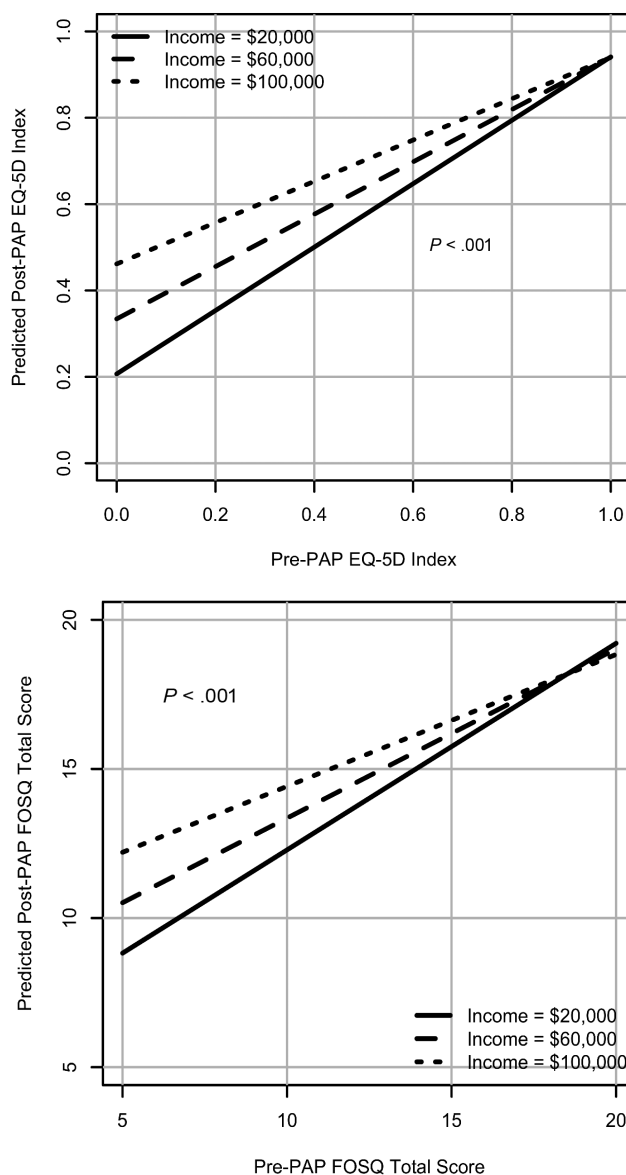 Income = $20,000
Income = $60,000
Income = $100,000
1.0
0.8
0.6
0.4
0.2
0.0
Predicted Post-PAP EQ-5D Index
P < .001
0.0 0.2 0.4 0.6 0.8 1.0
Pre-PAP EQ-5D Index
20
15
10
5
Predicted Post-PAP FOSQ Total Score
P < .001
Income = $20,000
Income = $60,000
Income = $100,000
5 10 15 20
Pre-PAP FOSQ Total Score